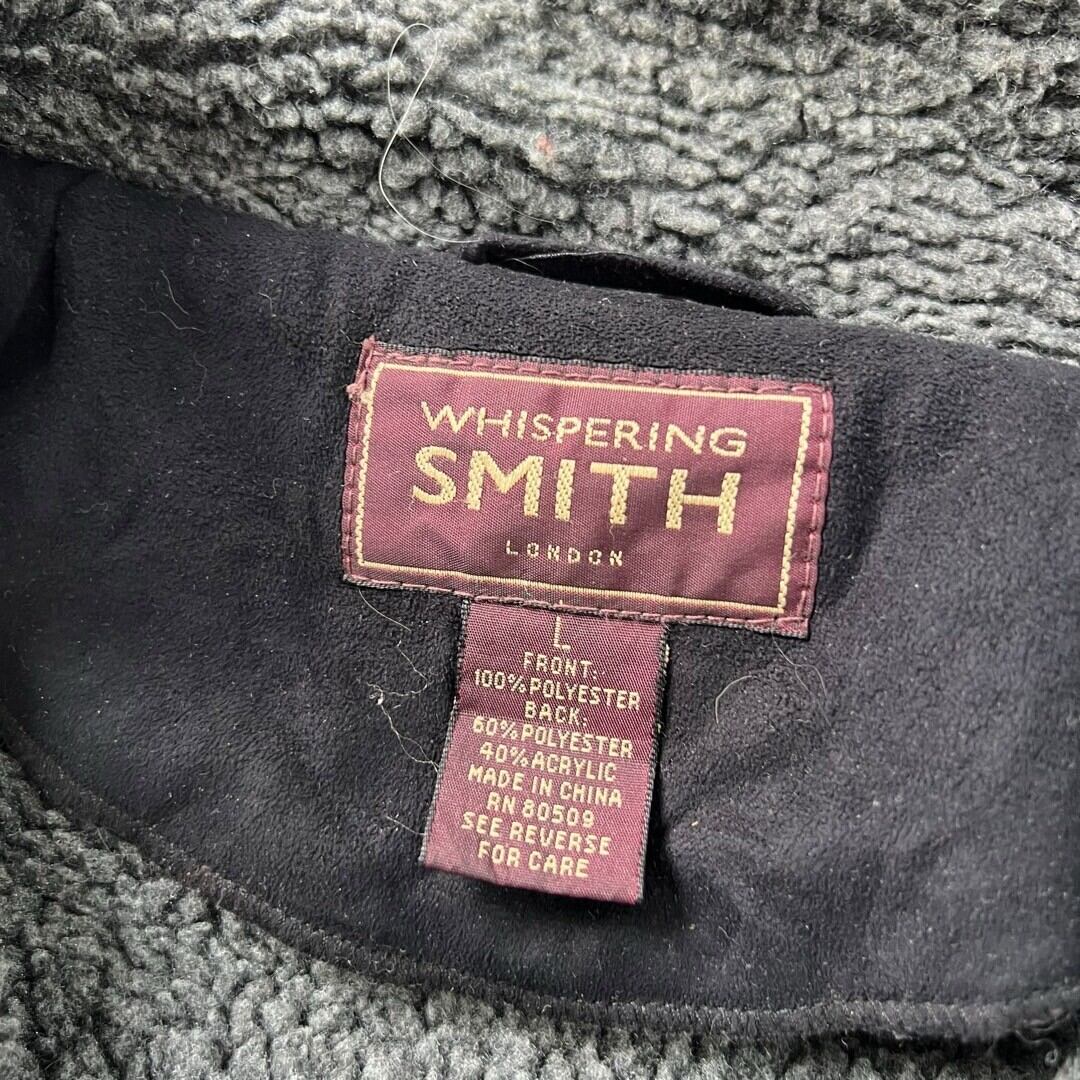 WHISPERING
SMITH
LONDON
L
FRONT:
100% POLYESTER
BACK:
60% POLYESTER
40% ACRYLIC
MADE IN CHINA
RN 80509
SEE REVERSE
FOR CARE